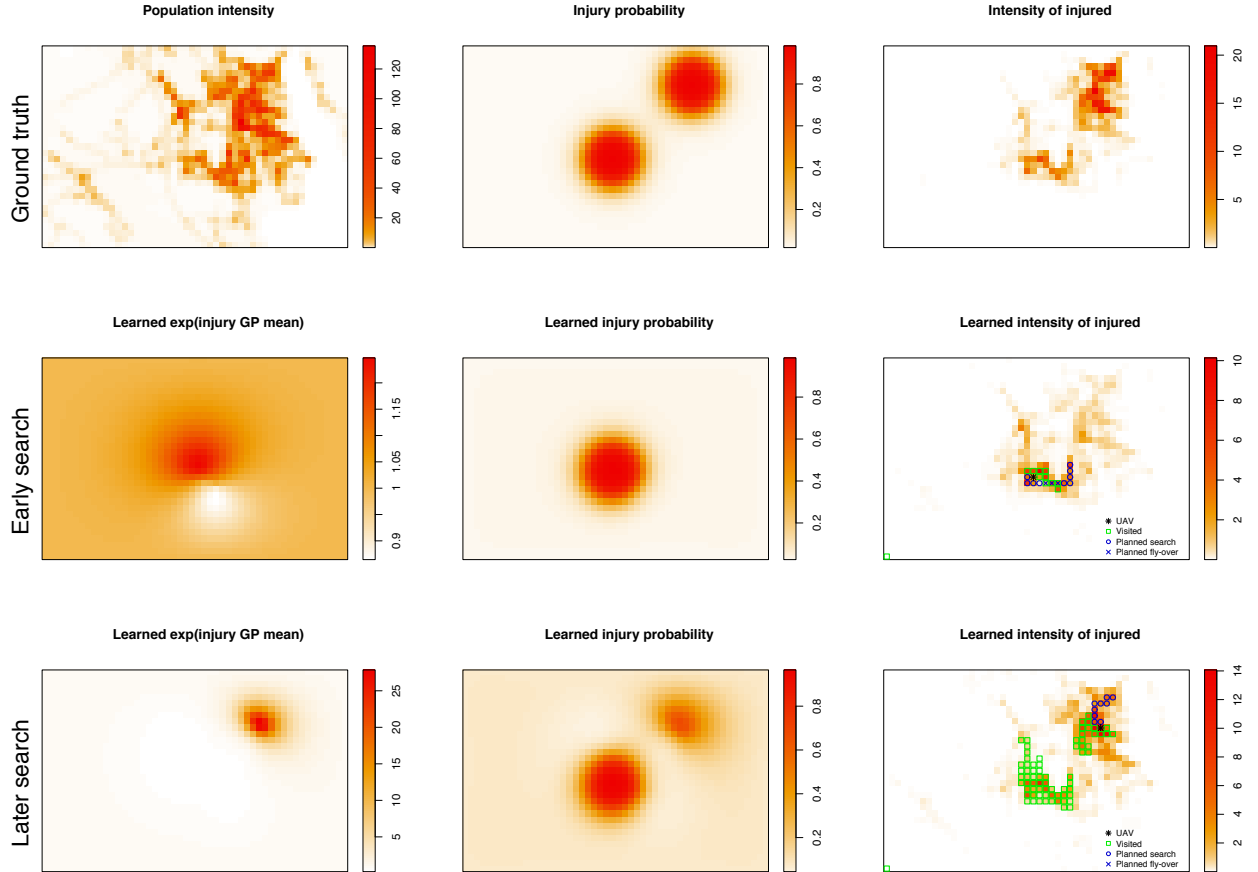 Population intensity
Injury probability
Intensity of injured
Ground truth
20 40 60 80 100 120
0.2 0.4 0.6 0.8
5 10 15 20
Learned exp(injury GP mean)
Learned injury probability
Learned intensity of injured
Early search
0.9 1 1.05 1.15
0.2 0.4 0.6 0.8
2 4 6 8 10
UAV
Visited
Planned search
Planned fly-over
Learned exp(injury GP mean)
Learned injury probability
Learned intensity of injured
Later search
5 10 15 20 25
0.2 0.4 0.6 0.8
2 4 6 8 10 12 14
UAV
Visited
Planned search
Planned fly-over